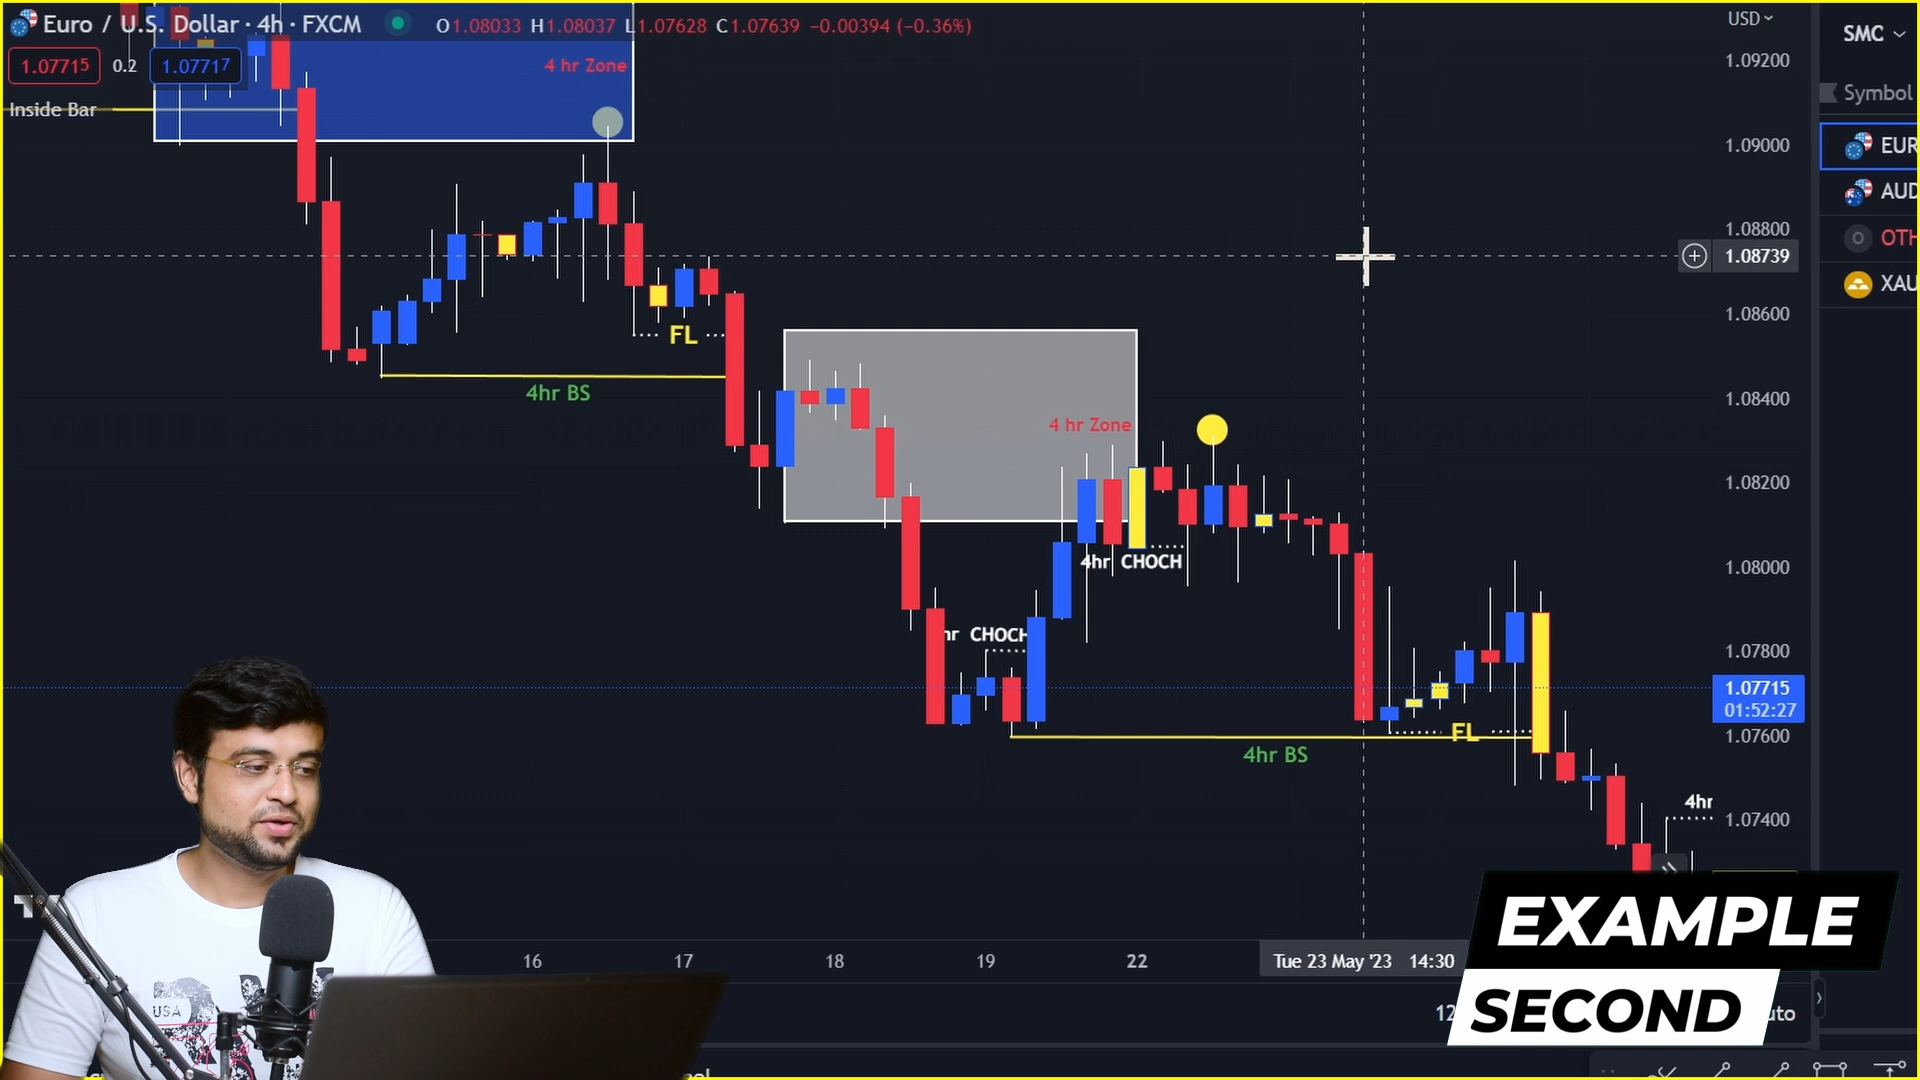 Euro / U.S. Dollar · 4h · FXCM O1.08033 H1.08037 L1.07628 C1.07639 −0.00394 (−0.36%)
1.07715 0.2 1.07717
Inside Bar
4 hr Zone
FL
4hr BS
4 hr Zone
4hr CHOCH
hr CHOCH
4hr BS
FL
4hr
USD
1.09200
1.09000
1.08800
1.08739
1.08600
1.08400
1.08200
1.08000
1.07800
1.07715
01:52:27
1.07600
1.07400
SMC
Symbol
EUR
AUD
OTH
XAU
16 17 18 19 22 Tue 23 May '23 14:30
EXAMPLE
SECOND
USA